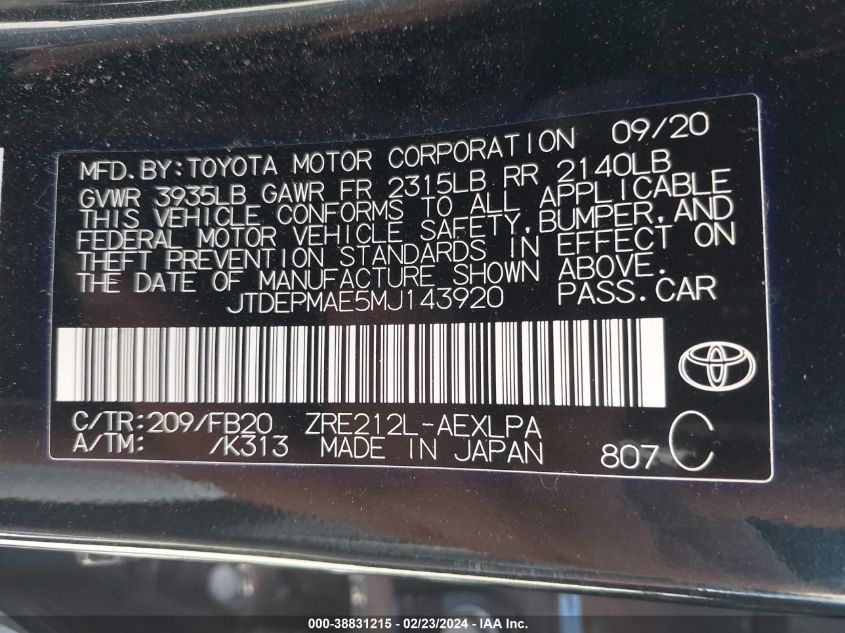 MFD. BY: TOYOTA MOTOR CORPORATION 09/20
GVWR 3935LB GAWR FR 2315LB RR 2140LB
THIS VEHICLE CONFORMS TO ALL APPLICABLE
FEDERAL MOTOR VEHICLE SAFETY, BUMPER, AND
THEFT PREVENTION STANDARDS IN EFFECT ON
THE DATE OF MANUFACTURE SHOWN ABOVE.
JTDEPMAE5MJ143920 PASS. CAR
C/TR: 209/FB20 ZRE212L-AEXLPA
A/TM: /K313 MADE IN JAPAN 807 C
000-38831215 - 02/23/2024 - IAA Inc.